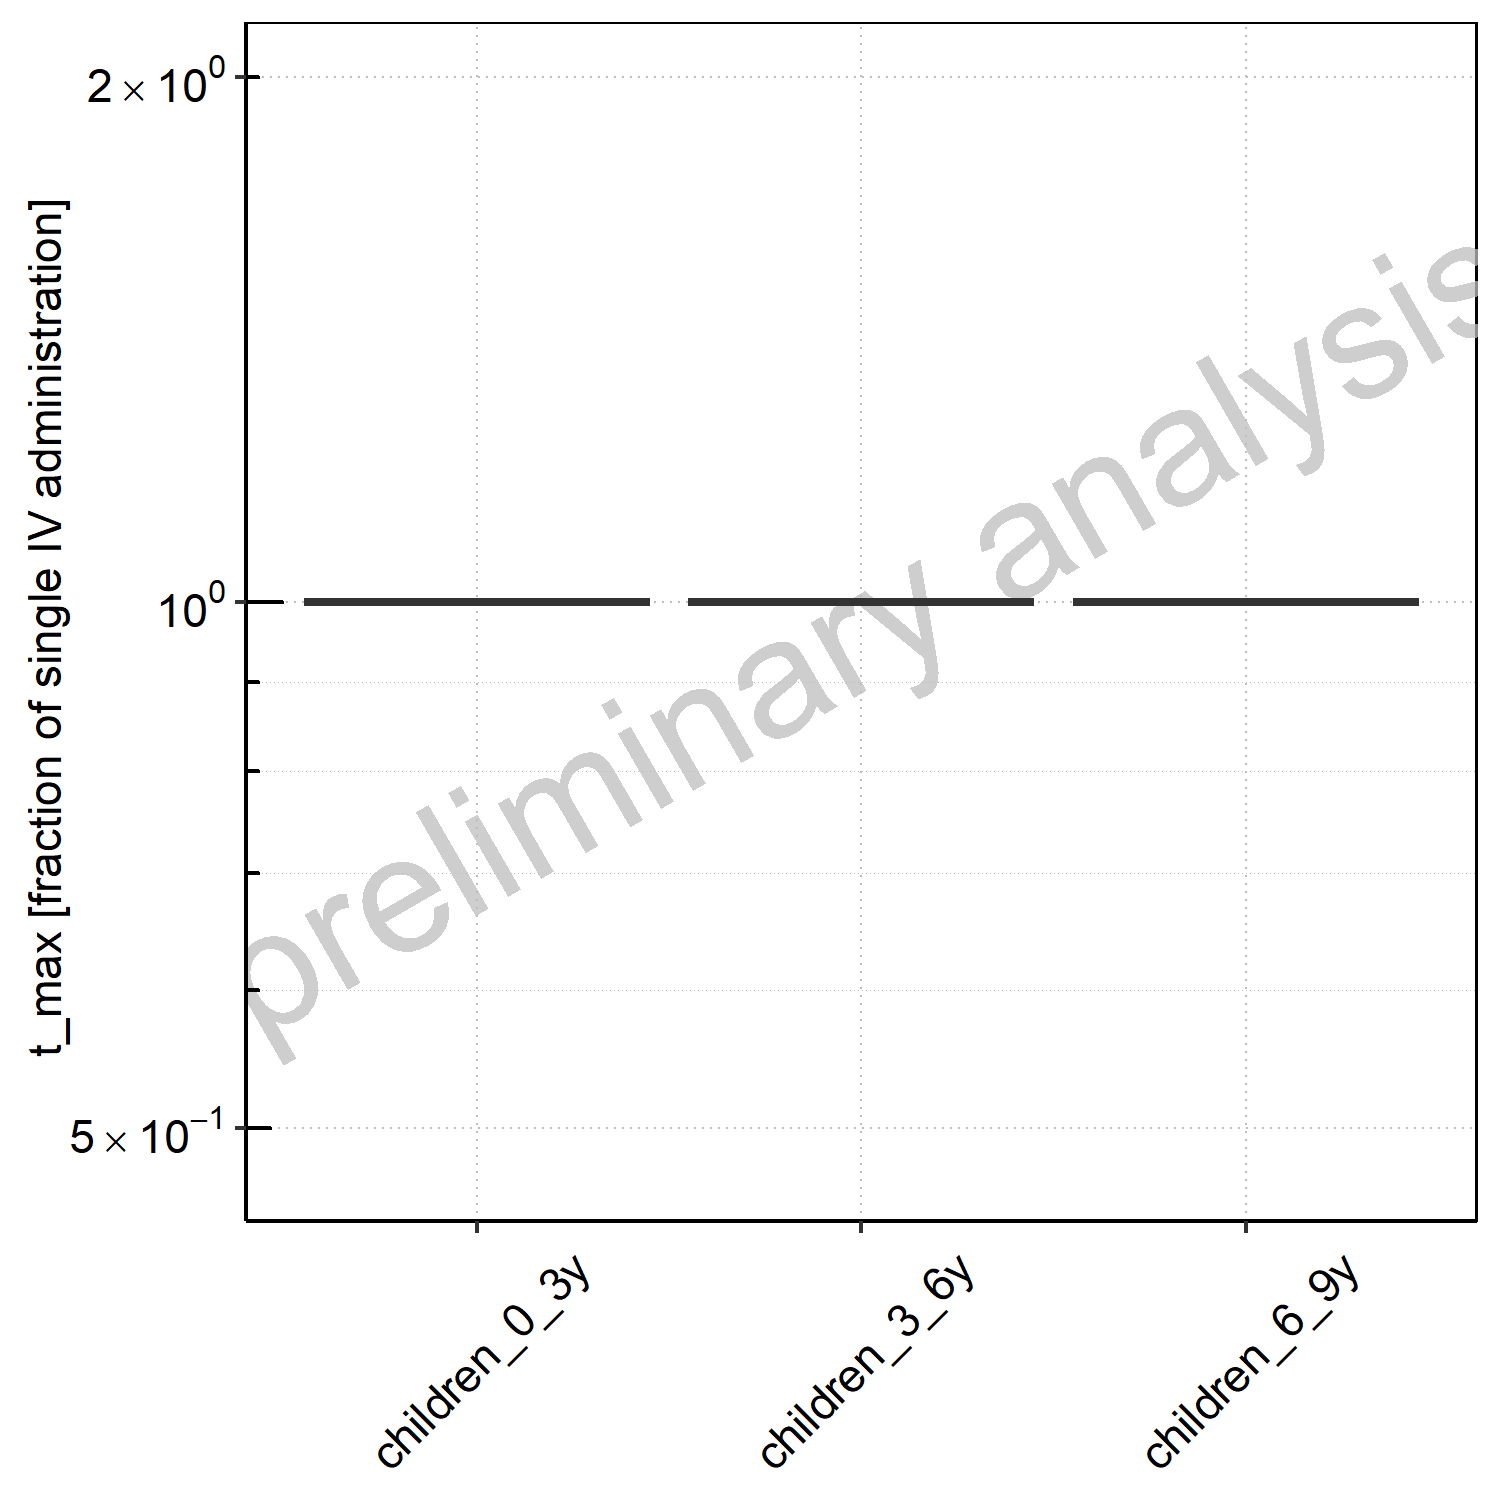 t_max [fraction of single IV administration]
2 × 10⁰
10⁰
5 × 10⁻¹
preliminary analysis
children_0_3y
children_3_6y
children_6_9y